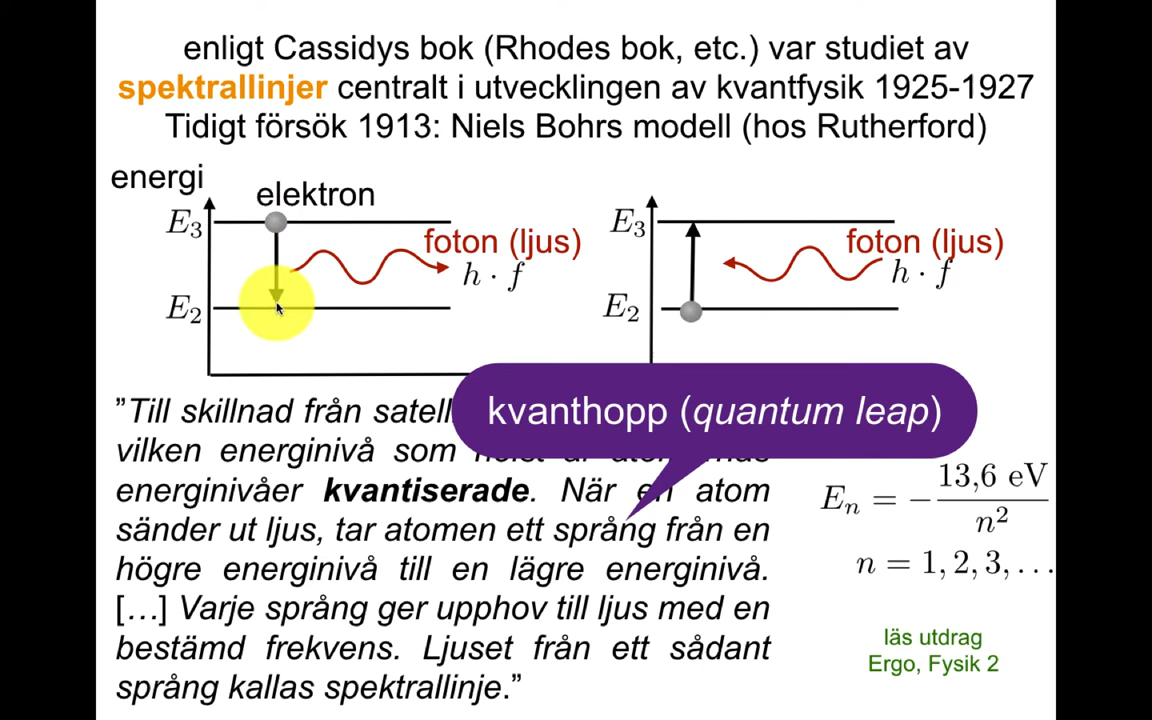 enligt Cassidys bok (Rhodes bok, etc.) var studiet av
spektrallinjer centralt i utvecklingen av kvantfysik 1925-1927
Tidigt försök 1913: Niels Bohrs modell (hos Rutherford)
energi
elektron
E₃
foton (ljus)
h · f
E₂
E₃
foton (ljus)
h · f
E₂
kvanthopp (quantum leap)
”Till skillnad från
vilken energinivå som
energinivåer kvantiserade. När en atom
sänder ut ljus, tar atomen ett språng från en
högre energinivå till en lägre energinivå.
[…] Varje språng ger upphov till ljus med en
bestämd frekvens. Ljuset från ett sådant
språng kallas spektrallinje.”
Eₙ = − 13,6 eV / n²
n = 1, 2, 3, . . .
läs utdrag
Ergo, Fysik 2